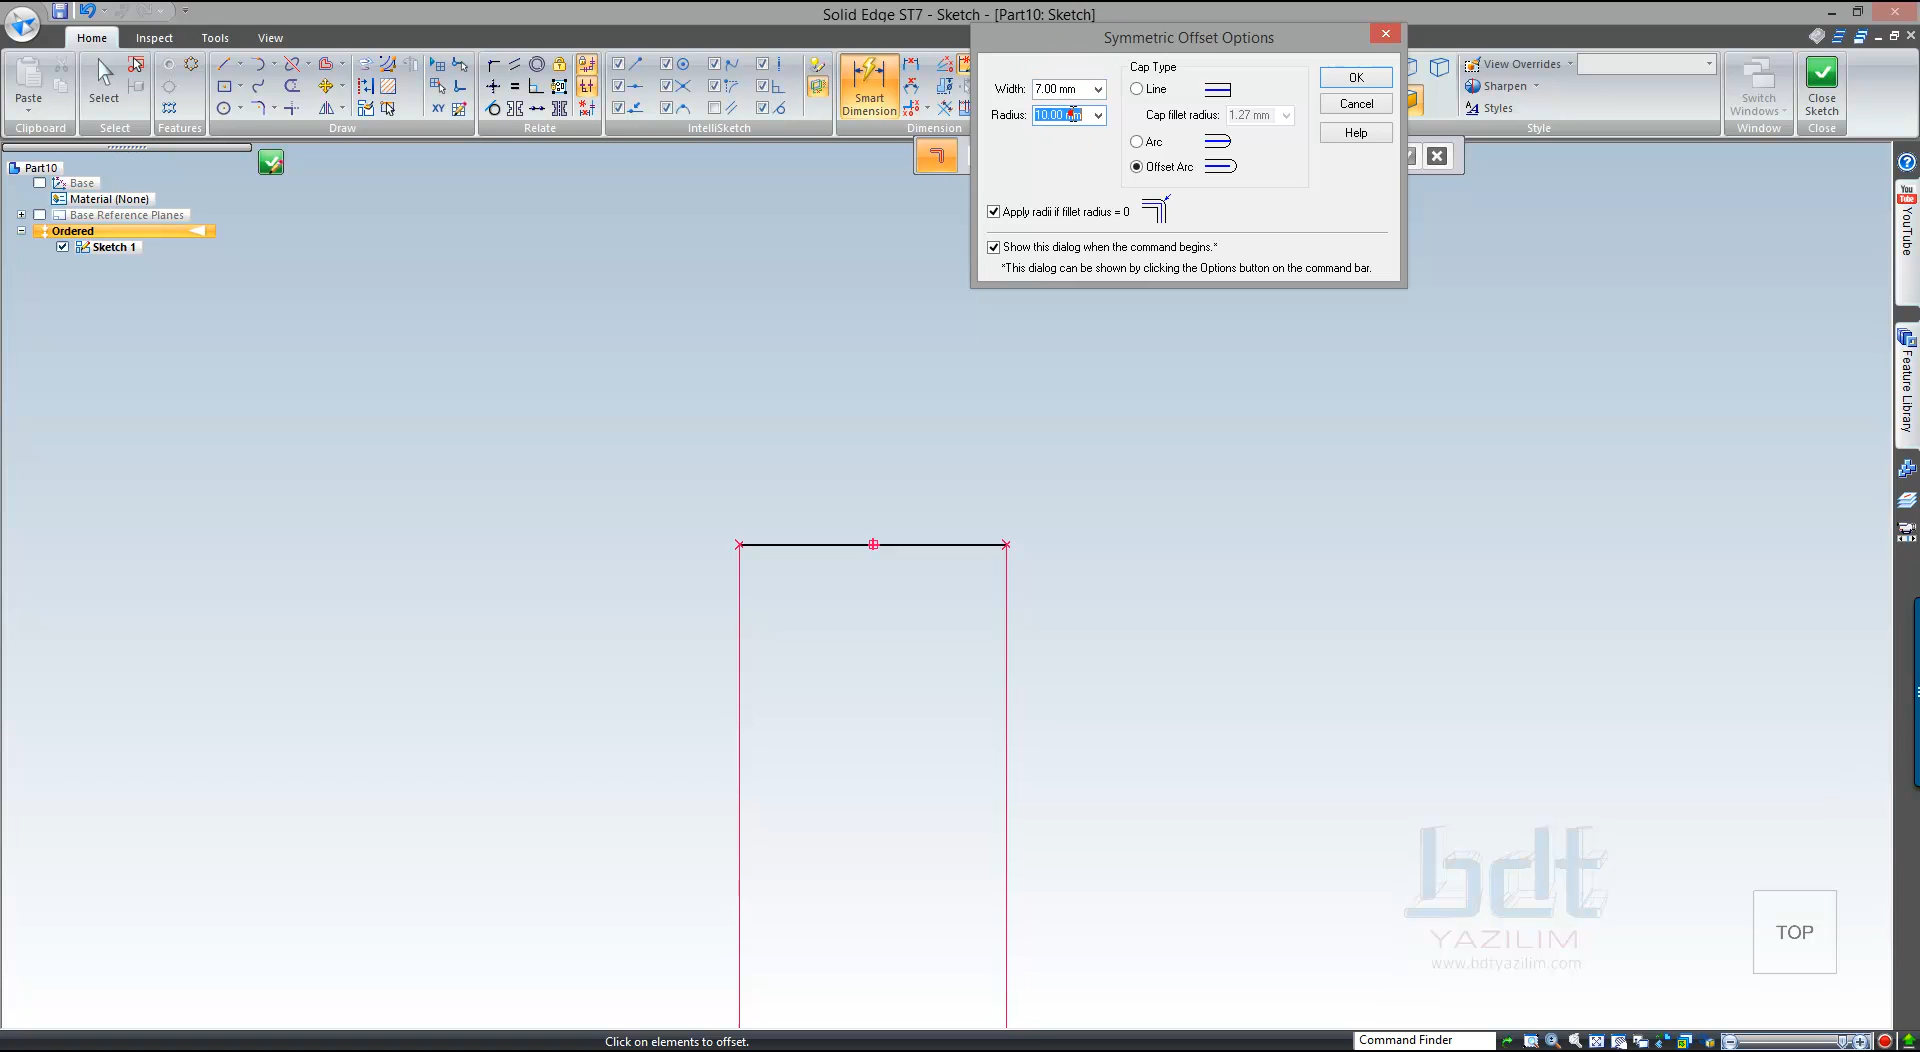 Solid Edge ST7 - Sketch - [Part10: Sketch]
Home
Inspect
Tools
View
Paste
Clipboard
Select
Select
Features
Draw
Relate
IntelliSketch
Smart
Dimension
Dimension
View Overrides
Sharpen
Styles
Style
Switch
Windows
Window
Close
Sketch
Close
Symmetric Offset Options
Width: 7.00 mm
Radius: 10.00 mm
Cap Type
Line
Cap fillet radius: 1.27 mm
Arc
Offset Arc
OK
Cancel
Help
Apply radii if fillet radius = 0
Show this dialog when the command begins.*
*This dialog can be shown by clicking the Options button on the command bar.
Part10
Base
Material (None)
Base Reference Planes
Ordered
Sketch 1
You
Tube
YouTube
Feature Library
bdt
YAZILIM
www.bdtyazilim.com
TOP
Click on elements to offset.
Command Finder